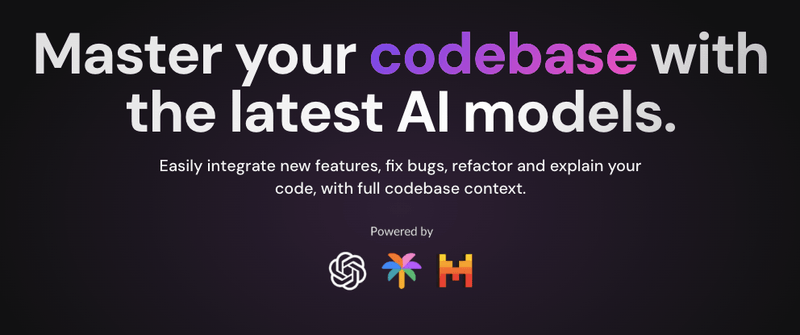 Master your codebase with
the latest AI models.
Easily integrate new features, fix bugs, refactor and explain your
code, with full codebase context.
Powered by